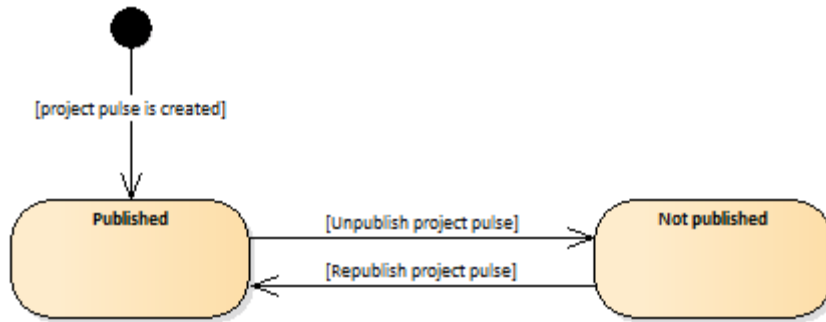 [project pulse is created]
Published
[Unpublish project pulse]
Not published
[Republish project pulse]